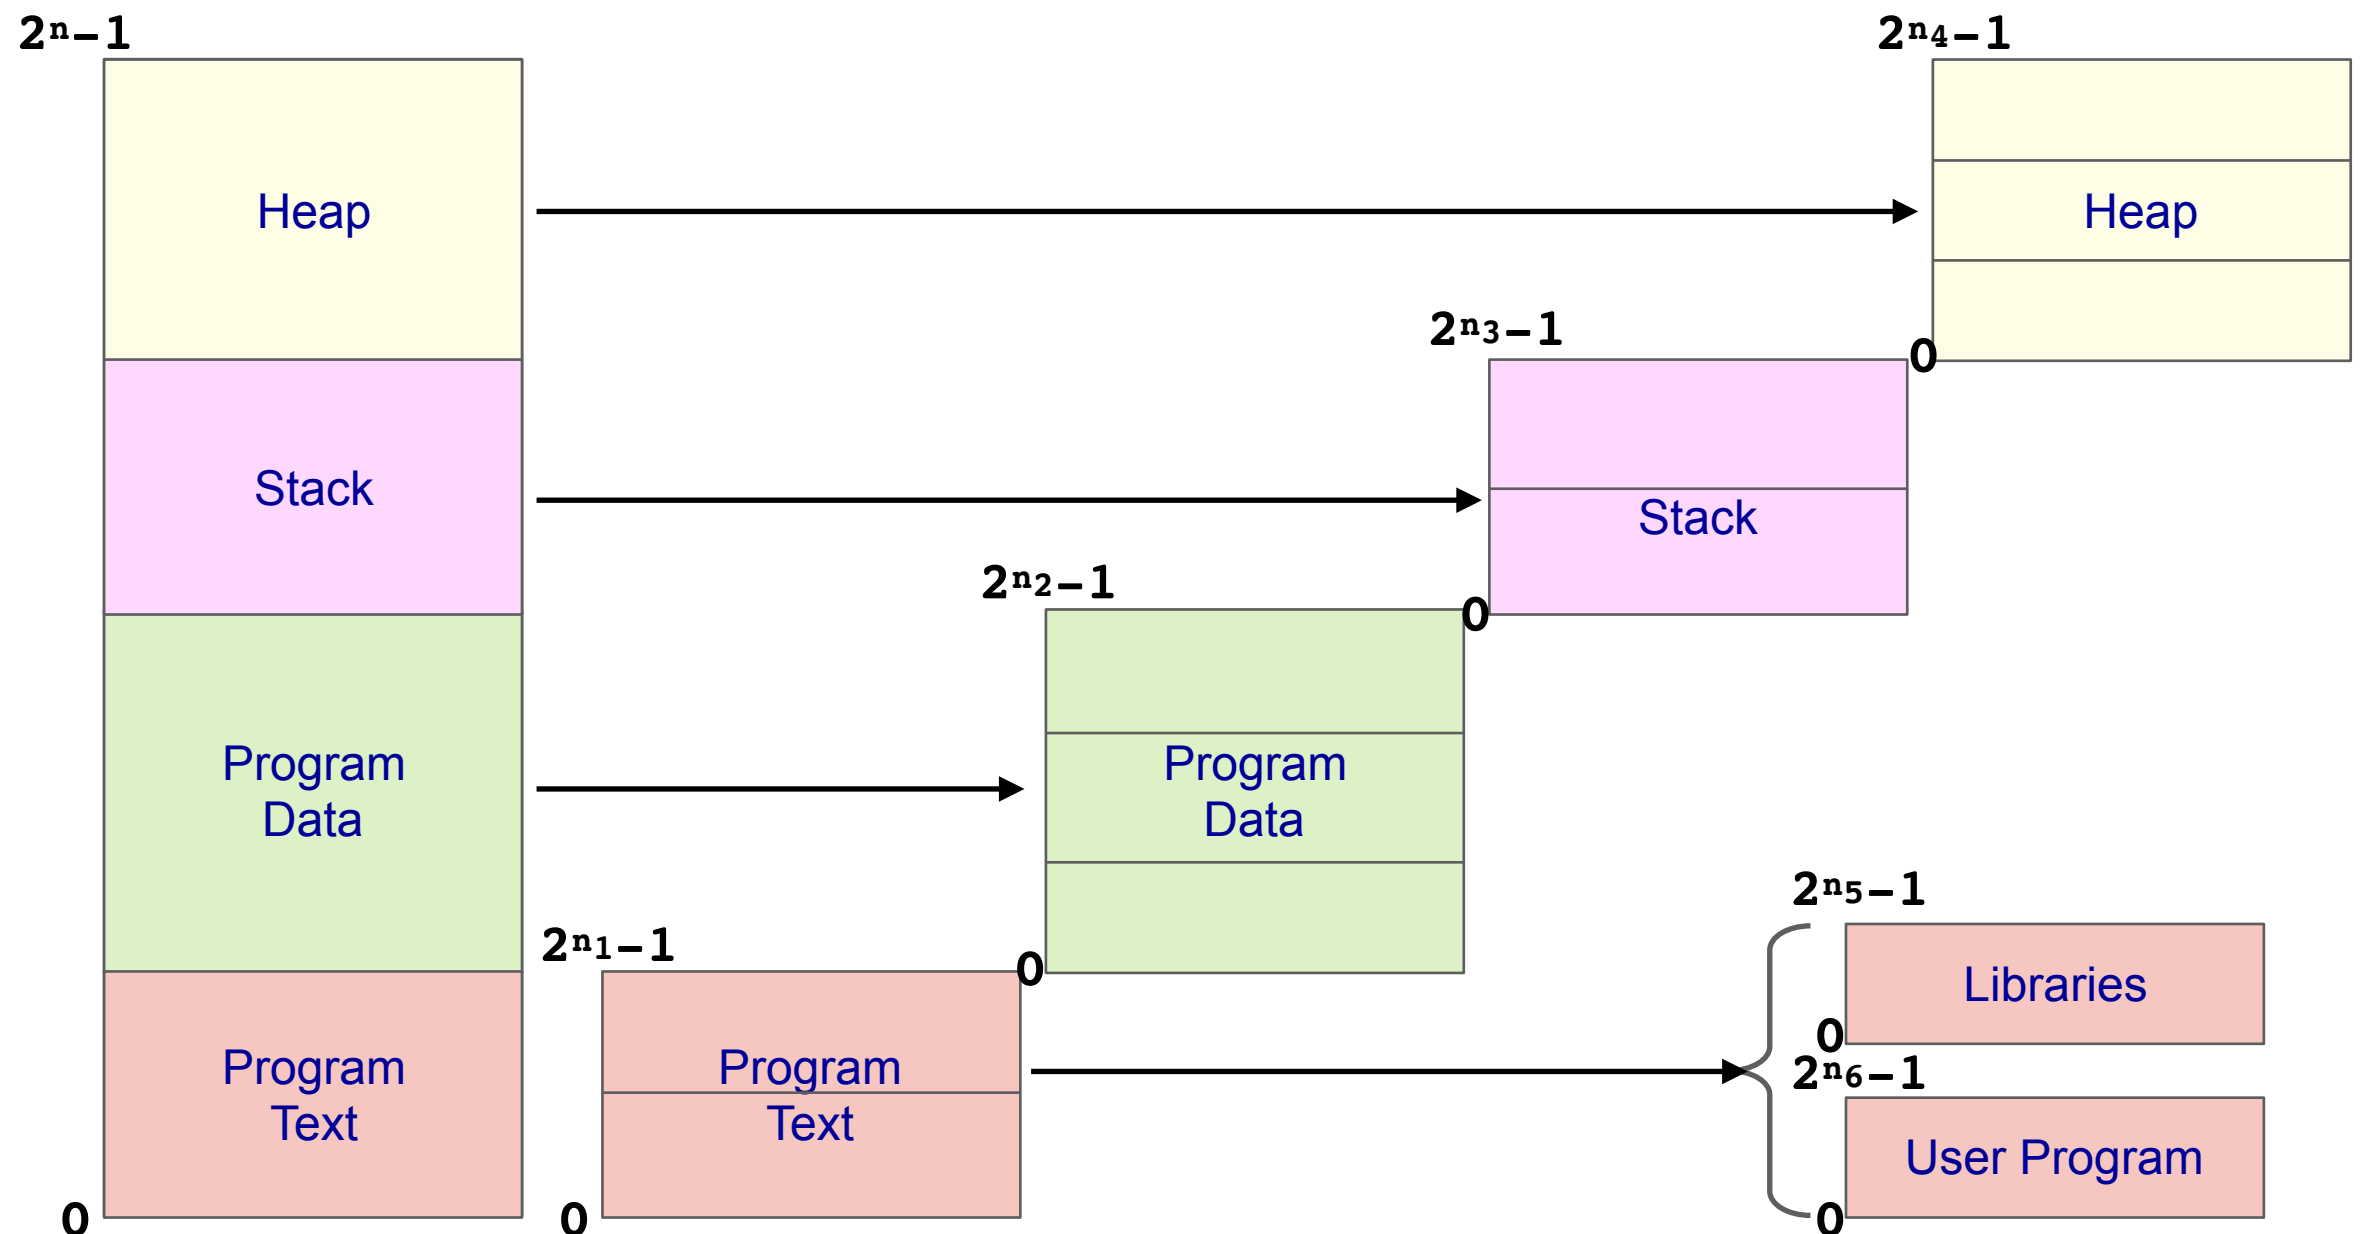 2ⁿ-1
2ⁿ⁴-1
Heap
Heap
2ⁿ³-1
0
Stack
Stack
2ⁿ²-1
0
Program
Data
Program
Data
2ⁿ⁵-1
2ⁿ¹-1
0
Libraries
0
Program
Text
Program
Text
2ⁿ⁶-1
User Program
0
0
0